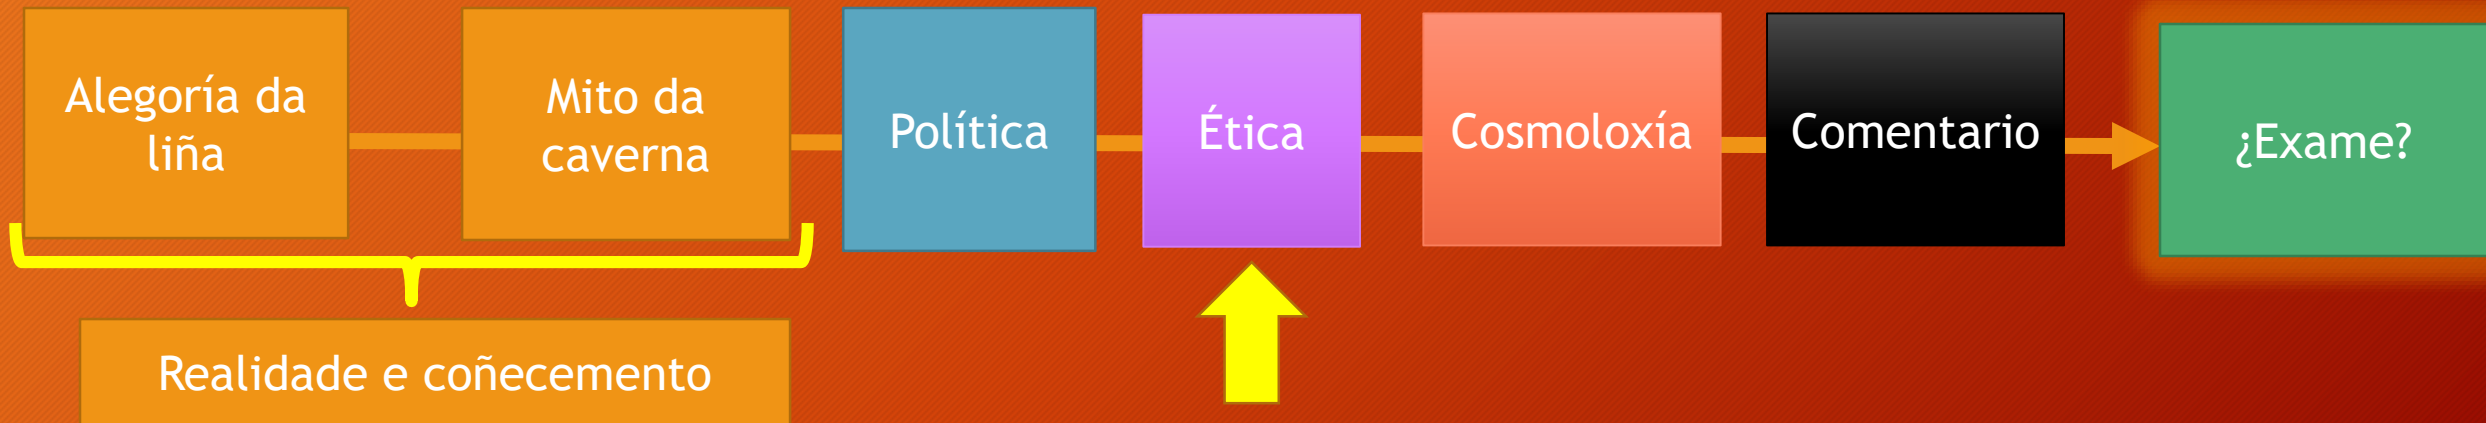 Alegoría da
liña
Mito da
caverna
Política
Ética
Cosmoloxía
Comentario
¿Exame?
Realidade e coñecemento